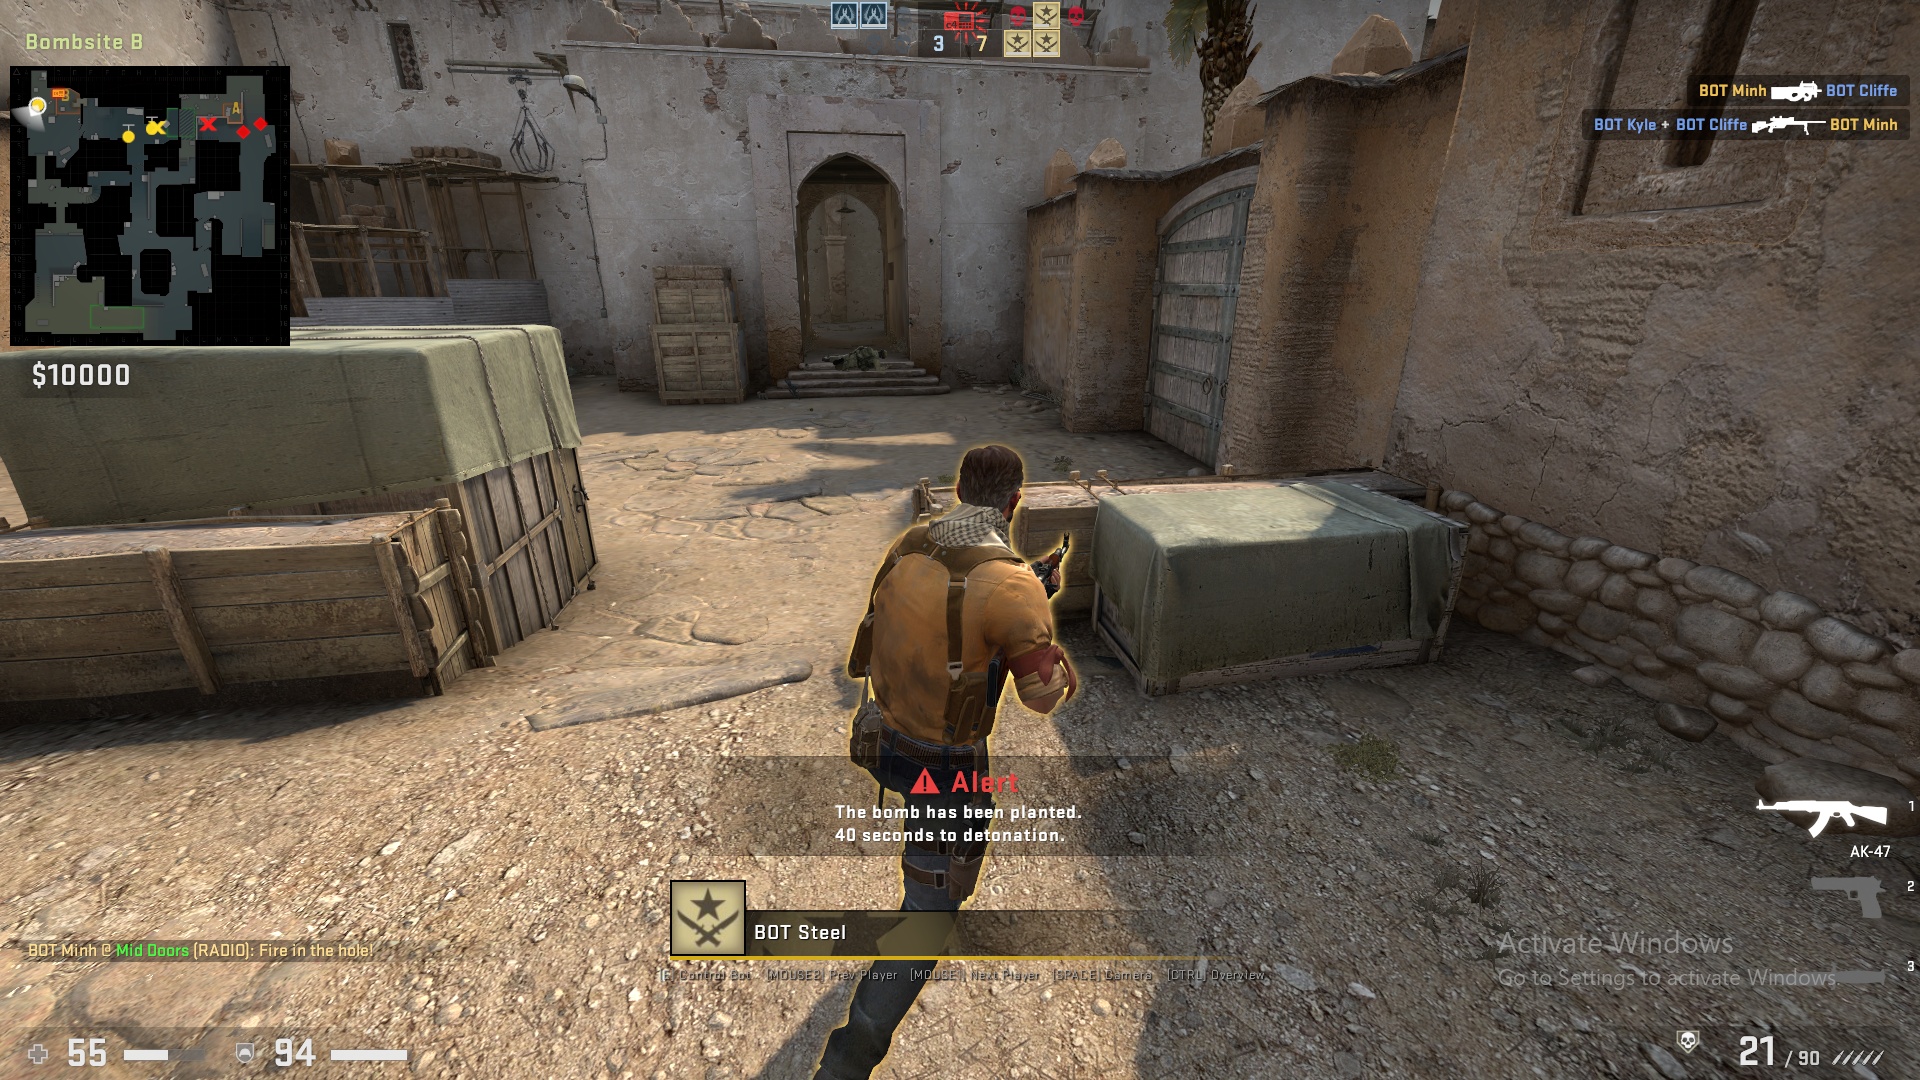 Bombsite B
3 7
A
BOT Minh BOT Cliffe
BOT Kyle + BOT Cliffe BOT Minh
$10000
Alert
The bomb has been planted.
40 seconds to detonation.
1
AK-47
2
BOT Steel
Activate Windows
Go to Settings to activate Windows.
3
BOT Minh @ Mid Doors (RADIO): Fire in the hole!
[E] Control Bot [MOUSE2] Prev Player [MOUSE1] Next Player [SPACE] Camera [CTRL] Overview
55 94
21 / 90